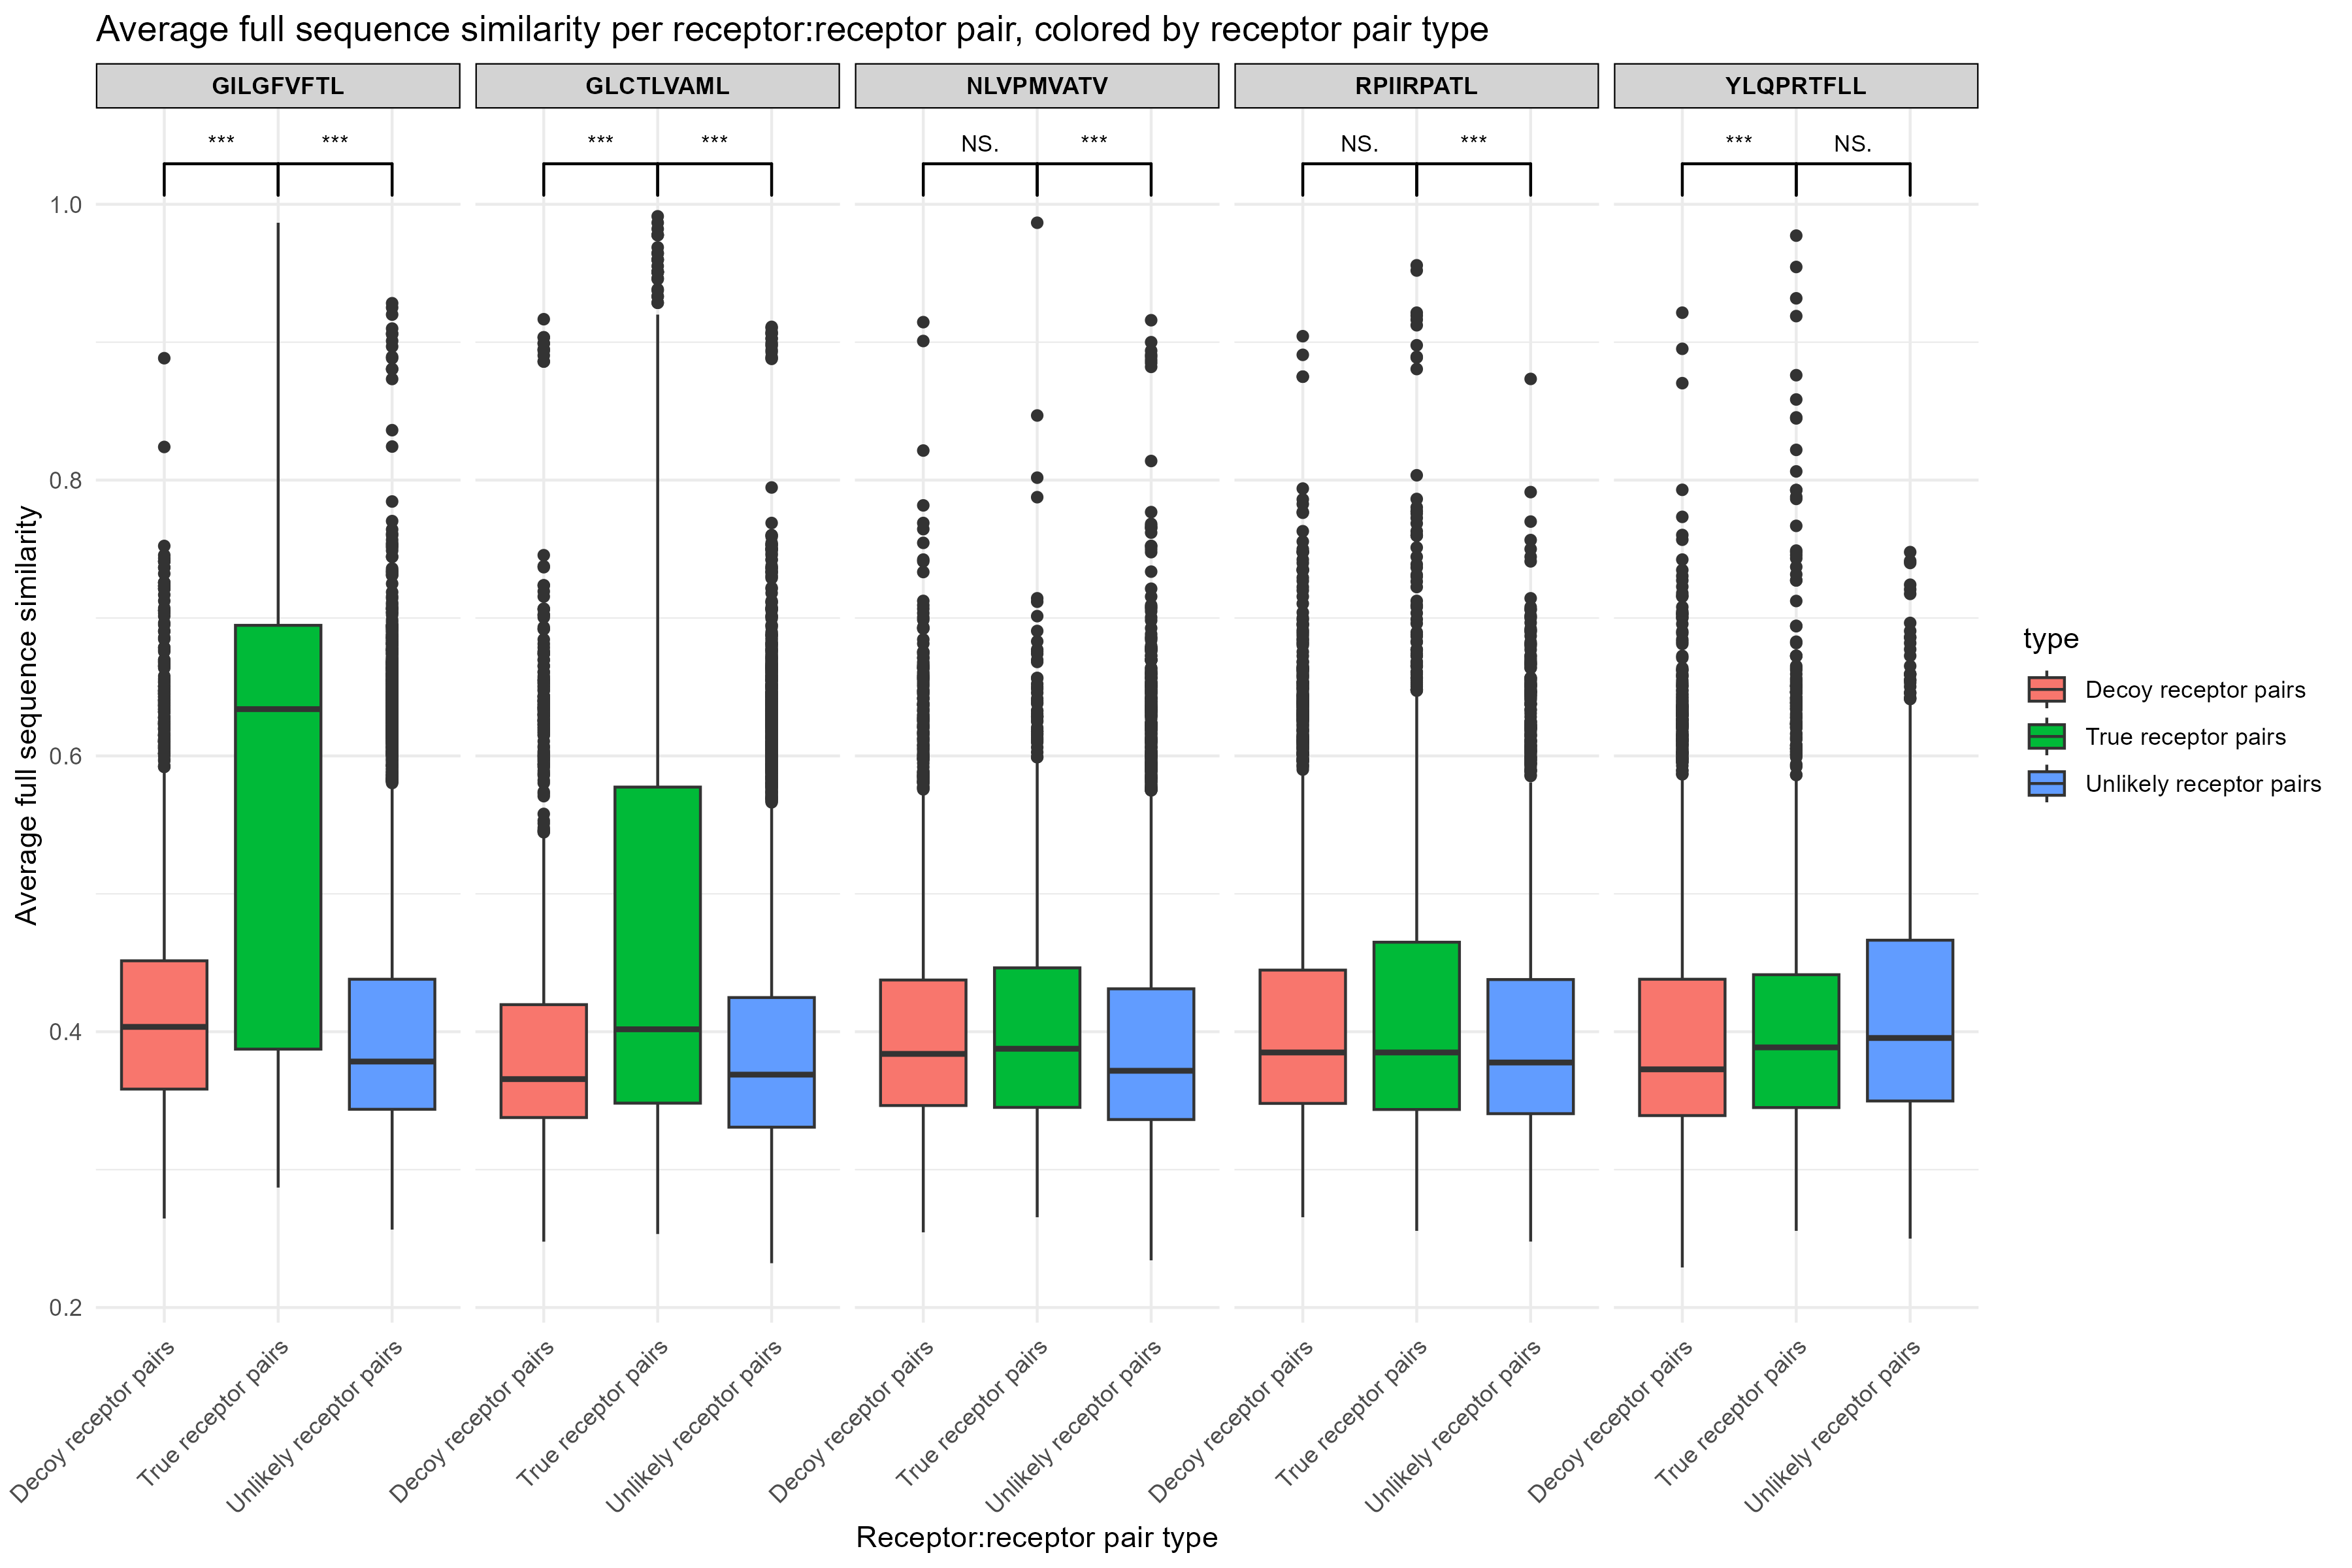 Average full sequence similarity per receptor:receptor pair, colored by receptor pair type
GILGFVFTL
GLCTLVAML
NLVPMVATV
RPIIRPATL
YLQPRTFLL
***
***
***
***
NS.
***
NS.
***
***
NS.
Average full sequence similarity
1.0
0.8
0.6
0.4
0.2
Decoy receptor pairs
True receptor pairs
Unlikely receptor pairs
Decoy receptor pairs
True receptor pairs
Unlikely receptor pairs
Decoy receptor pairs
True receptor pairs
Unlikely receptor pairs
Decoy receptor pairs
True receptor pairs
Unlikely receptor pairs
Decoy receptor pairs
True receptor pairs
Unlikely receptor pairs
Receptor:receptor pair type
type
Decoy receptor pairs
True receptor pairs
Unlikely receptor pairs